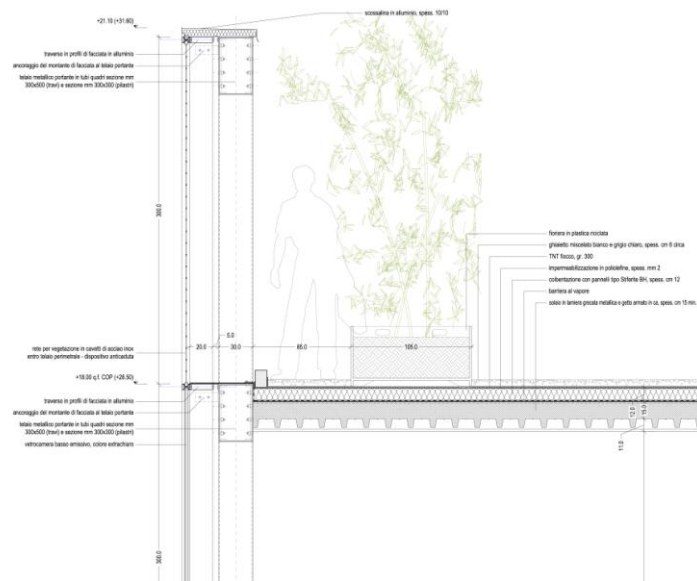 scossalina in alluminio, spess. 10/10
+21.10 (+31.60)
traverso in profili di facciata in alluminio
ancoraggio del montante di facciata al telaio portante
telaio metallico portante in tubi quadri sezione mm
300x500 (travi) e sezione mm 300x300 (pilastri)
300.0
fioriera in plastica riciclata
ghiaietto miscelato bianco e grigio chiaro, spess. cm 6 circa
TNT fiocco, gr. 300
impermeabilizzazione in poliolefine, spess. mm 2
coibentazione con pannelli tipo Stiferite BH, spess. cm 12
barriera al vapore
solaio in lamiera grecata metallica e getto armato in ca, spess. cm 15 min.
rete per vegetazione in cavetti di acciaio inox
entro telaio perimetrale - dispositivo anticaduta
5.0
20.0
30.0
85.0
105.0
+18.00 q.f. COP (+28.50)
traverso in profili di facciata in alluminio
ancoraggio del montante di facciata al telaio portante
telaio metallico portante in tubi quadri sezione mm
300x500 (travi) e sezione mm 300x300 (pilastri)
vetrocamera basso emissivo, colore extrachiaro
12.0
15.0
11.0
300.0